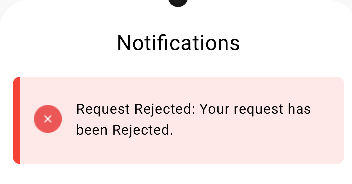 Notifications
Request Rejected: Your request has
been Rejected.